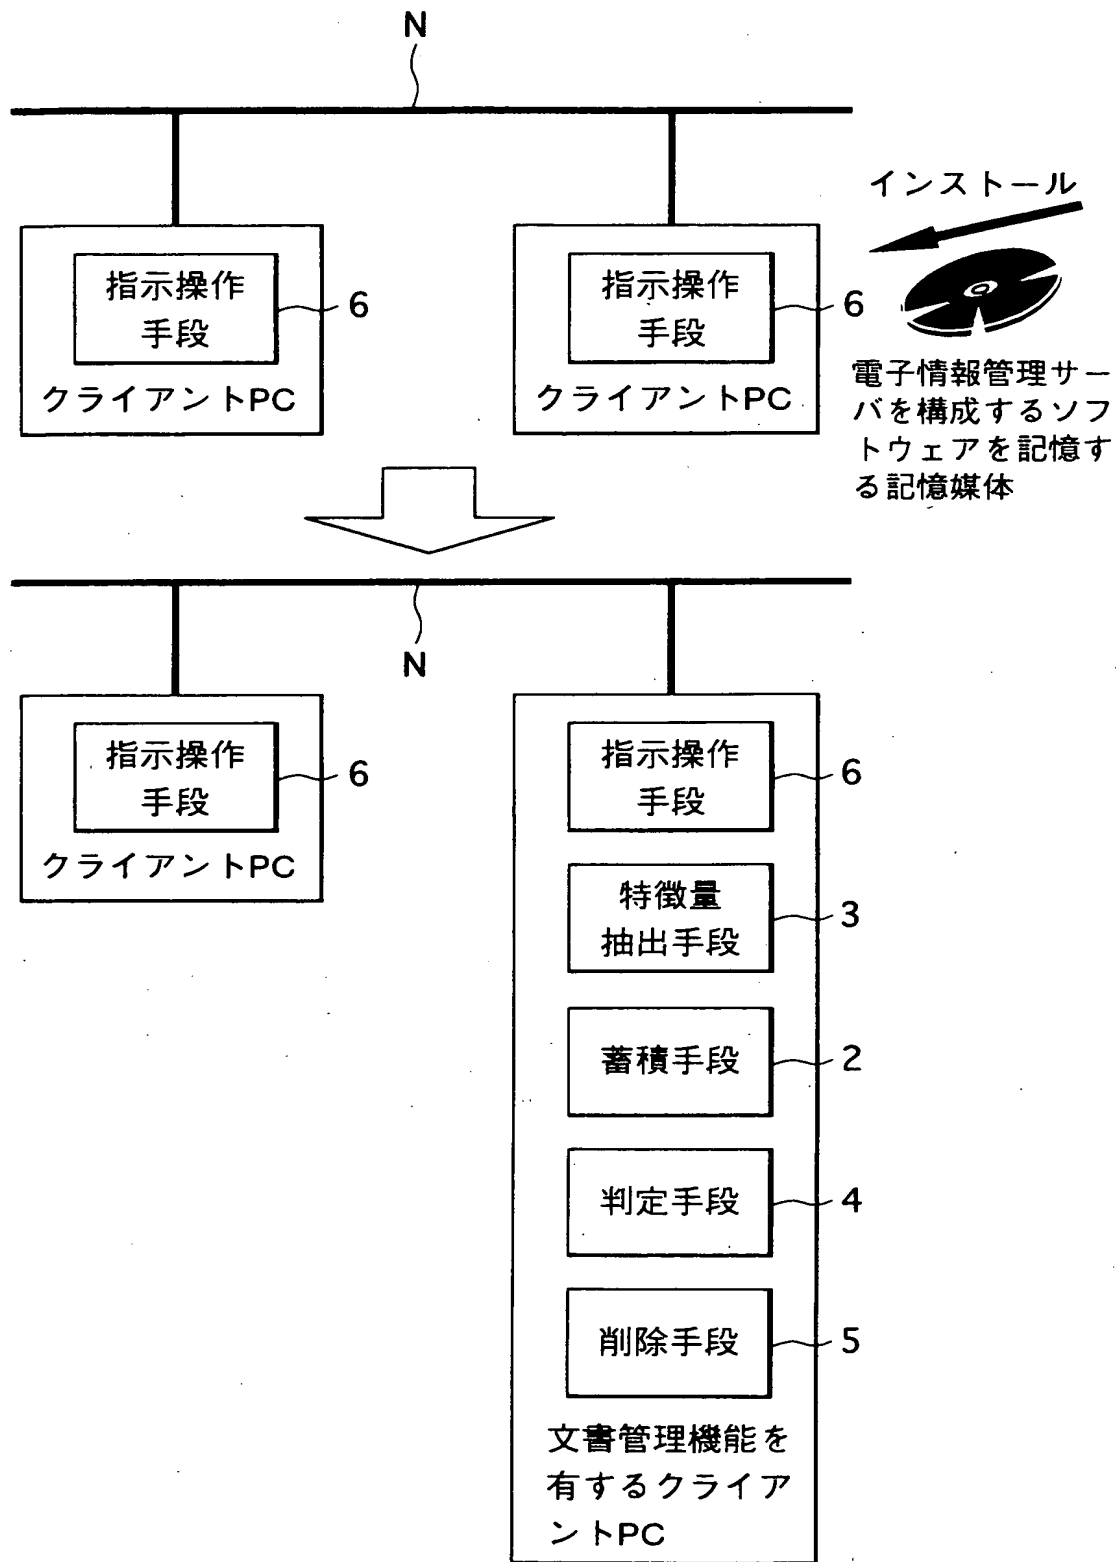 N
インストール
指示操作
手段
6
クライアントPC
指示操作
手段
6
クライアントPC
電子情報管理サー
バを構成するソフ
トウェアを記憶す
る記憶媒体
N
指示操作
手段
6
クライアントPC
指示操作
手段
6
特徴量
抽出手段
3
蓄積手段
2
判定手段
4
削除手段
5
文書管理機能を
有するクライア
ントPC